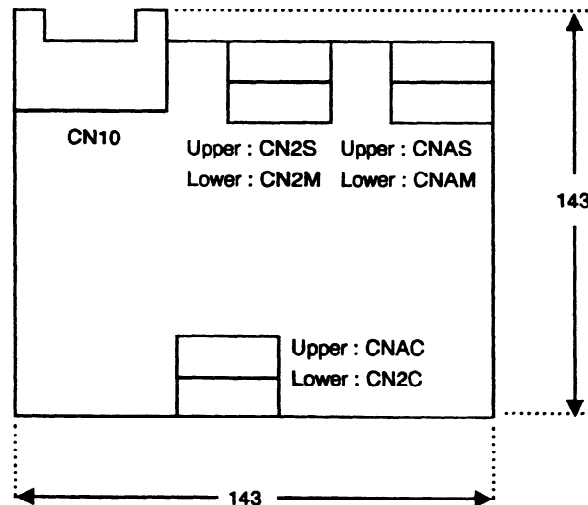 CN10
Upper : CN2S Upper : CNAS
Lower : CN2M Lower : CNAM
143
Upper : CNAC
Lower : CN2C
143